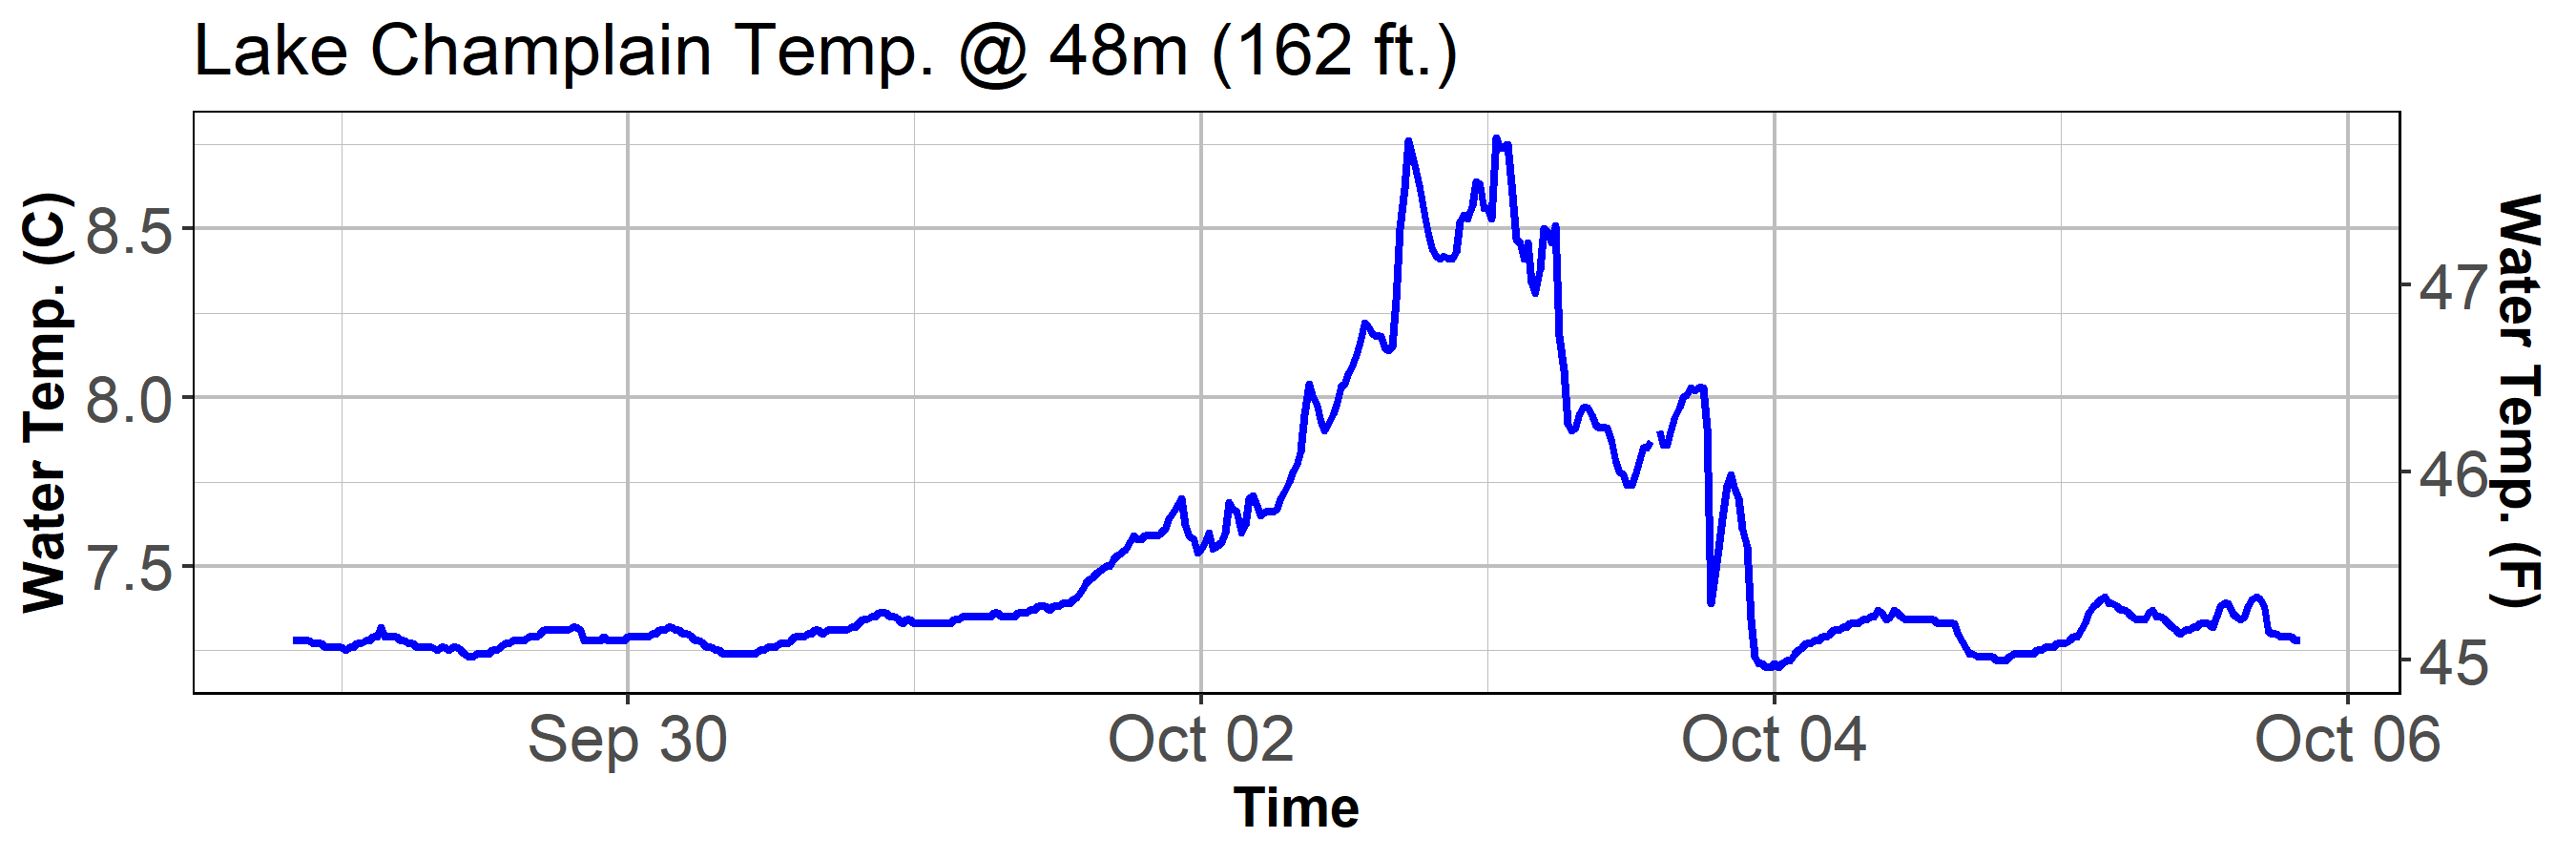 Lake Champlain Temp. @ 48m (162 ft.)
Water Temp. (C)
8.5
8.0
7.5
47
46
45
Water Temp. (F)
Sep 30
Oct 02
Oct 04
Oct 06
Time